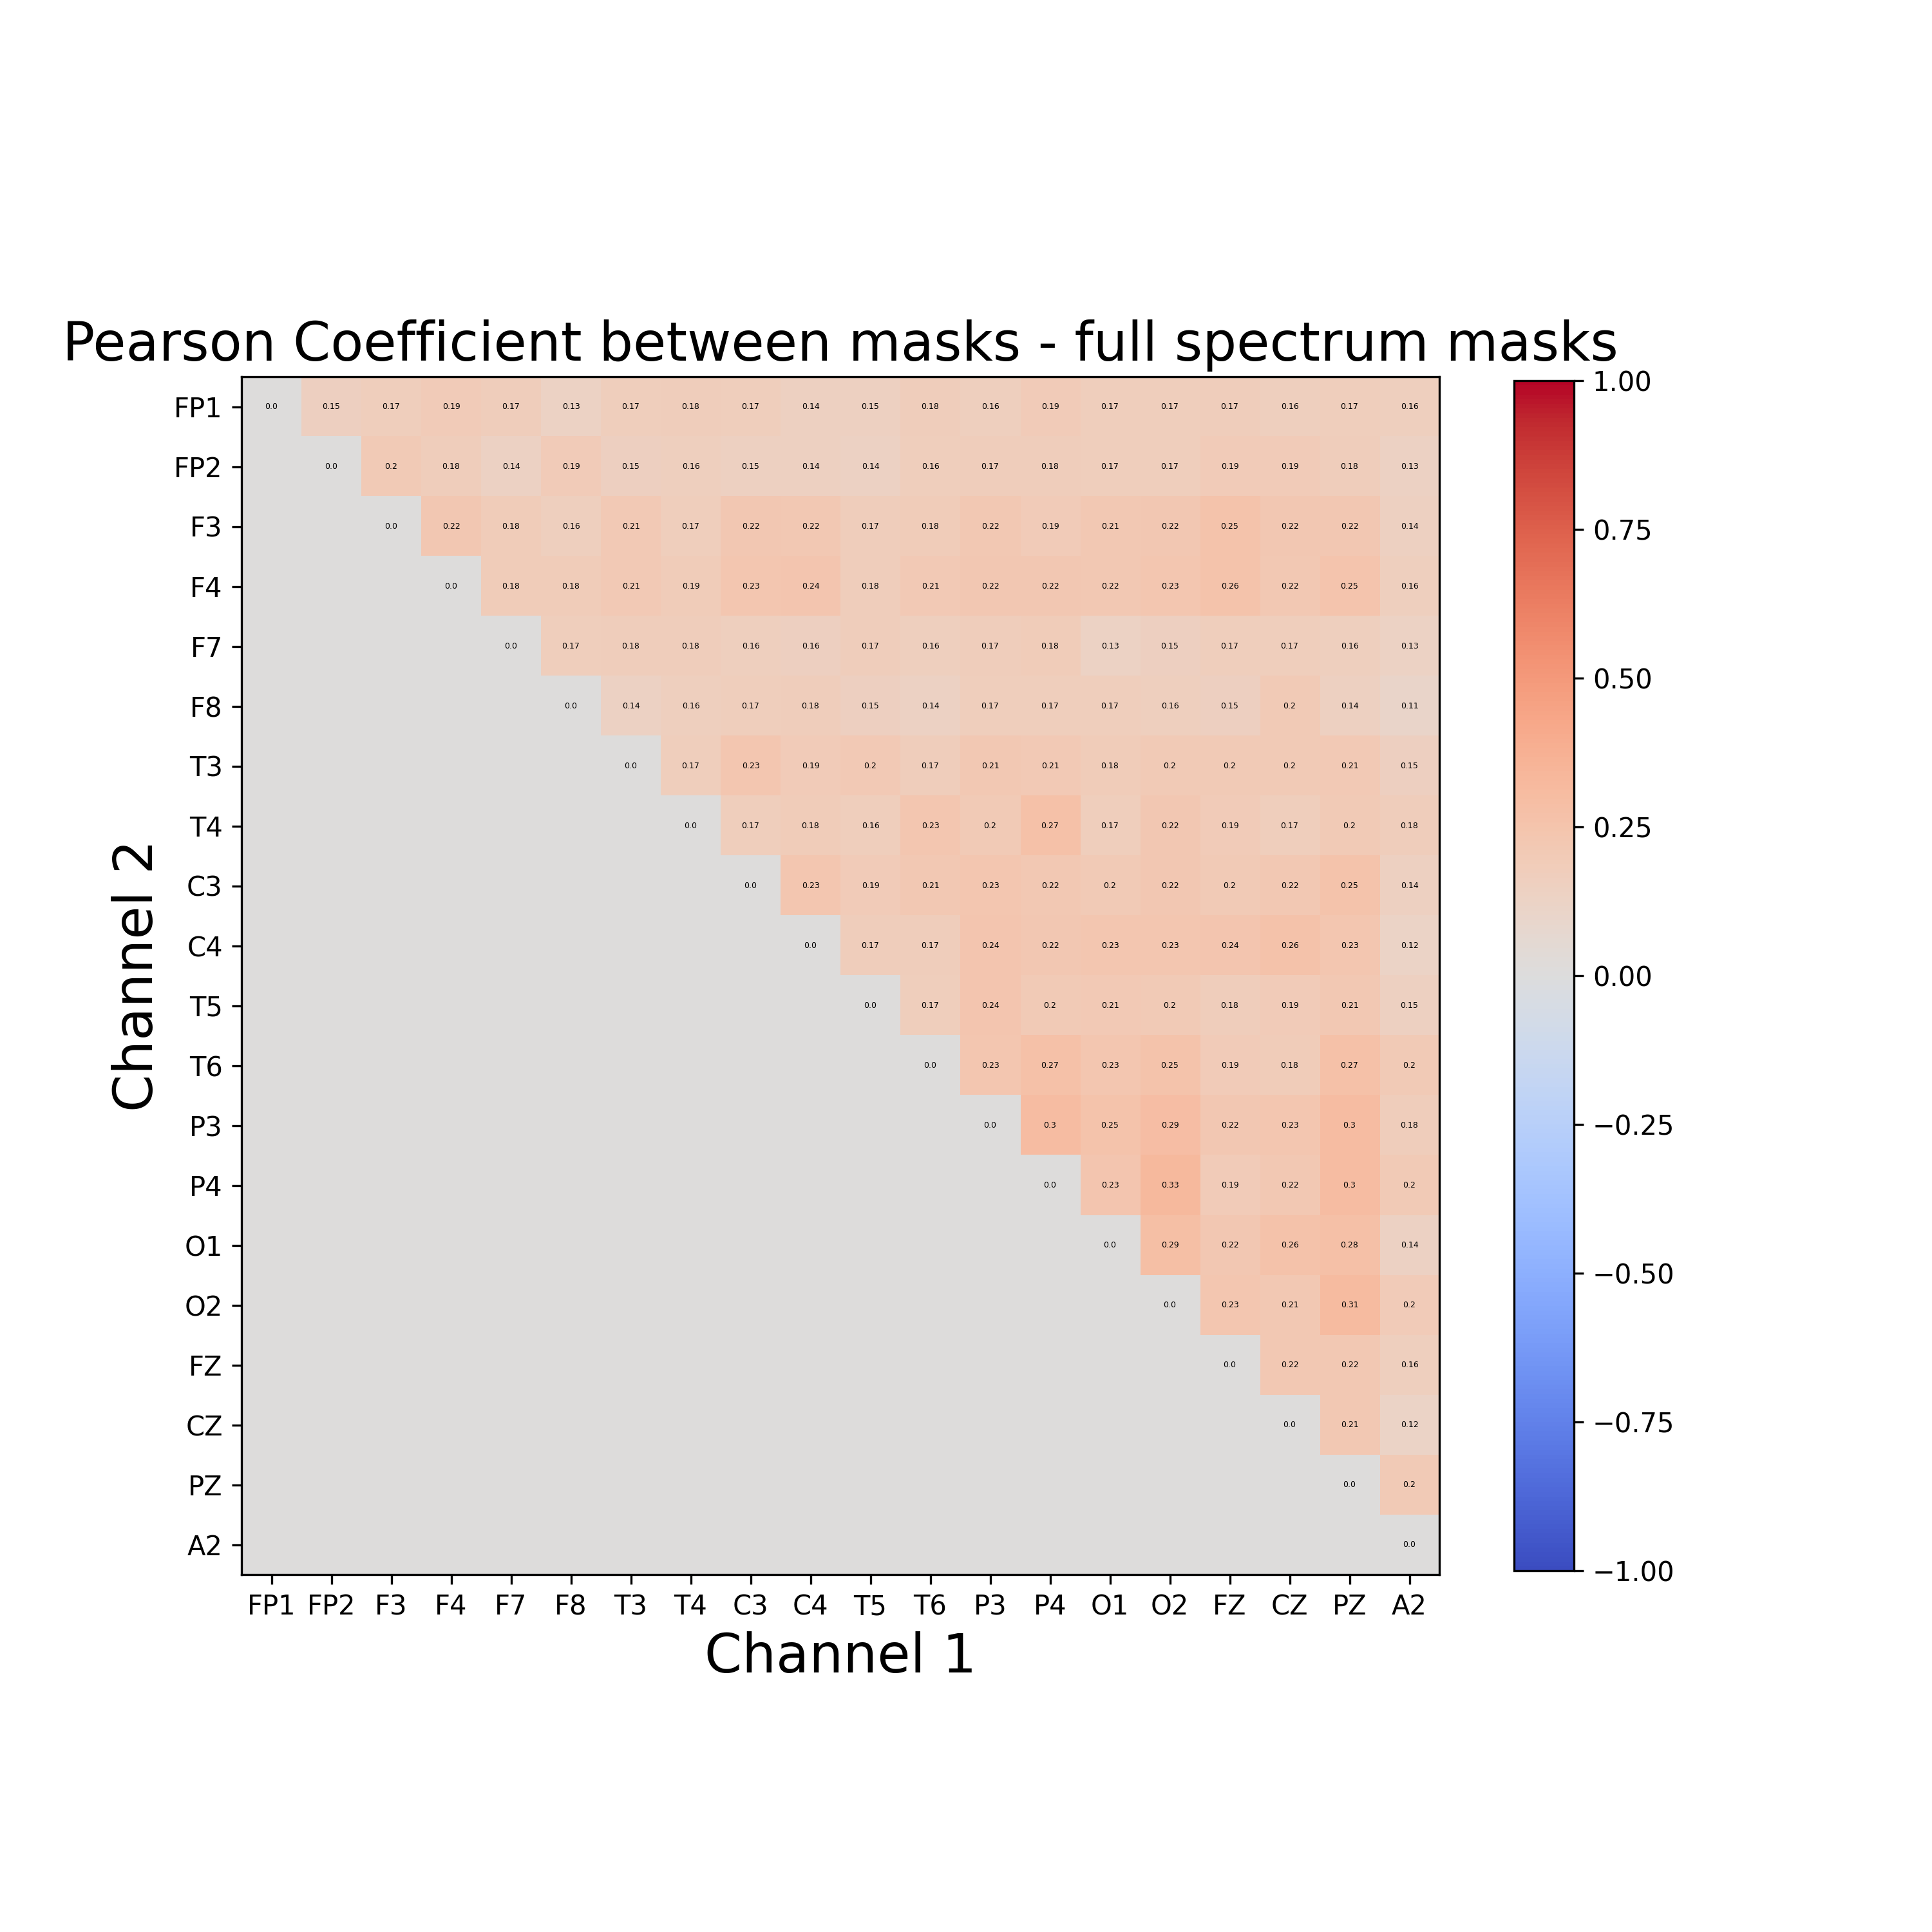 Pearson Coefficient between masks - full spectrum masks
1.00
FP1 0.0 0.15 0.17 0.19 0.17 0.13 0.17 0.18 0.17 0.14 0.15 0.18 0.16 0.19 0.17 0.17 0.17 0.16 0.17 0.16
FP2 0.0 0.2 0.18 0.14 0.19 0.15 0.16 0.15 0.14 0.14 0.16 0.17 0.18 0.17 0.17 0.19 0.19 0.18 0.13
F3 0.0 0.22 0.18 0.16 0.21 0.17 0.22 0.22 0.17 0.18 0.22 0.19 0.21 0.22 0.25 0.22 0.22 0.14
0.75
F4 0.0 0.18 0.18 0.21 0.19 0.23 0.24 0.18 0.21 0.22 0.22 0.22 0.23 0.26 0.22 0.25 0.16
F7 0.0 0.17 0.18 0.18 0.16 0.16 0.17 0.16 0.17 0.18 0.13 0.15 0.17 0.17 0.16 0.13
0.50
F8 0.0 0.14 0.16 0.17 0.18 0.15 0.14 0.17 0.17 0.17 0.16 0.15 0.2 0.14 0.11
T3 0.0 0.17 0.23 0.19 0.2 0.17 0.21 0.21 0.18 0.2 0.2 0.2 0.21 0.15
T4 0.0 0.17 0.18 0.16 0.23 0.2 0.27 0.17 0.22 0.19 0.17 0.2 0.18
0.25
C3 0.0 0.23 0.19 0.21 0.23 0.22 0.2 0.22 0.2 0.22 0.25 0.14
C4 0.0 0.17 0.17 0.24 0.22 0.23 0.23 0.24 0.26 0.23 0.12
0.00
T5 0.0 0.17 0.24 0.2 0.21 0.2 0.18 0.19 0.21 0.15
T6 0.0 0.23 0.27 0.23 0.25 0.19 0.18 0.27 0.2
P3 0.0 0.3 0.25 0.29 0.22 0.23 0.3 0.18
−0.25
P4 0.0 0.23 0.33 0.19 0.22 0.3 0.2
O1 0.0 0.29 0.22 0.26 0.28 0.14
−0.50
O2 0.0 0.23 0.21 0.31 0.2
FZ 0.0 0.22 0.22 0.16
CZ 0.0 0.21 0.12
−0.75
PZ 0.0 0.2
A2 0.0
−1.00
Channel 2
FP1 FP2 F3 F4 F7 F8 T3 T4 C3 C4 T5 T6 P3 P4 O1 O2 FZ CZ PZ A2
Channel 1